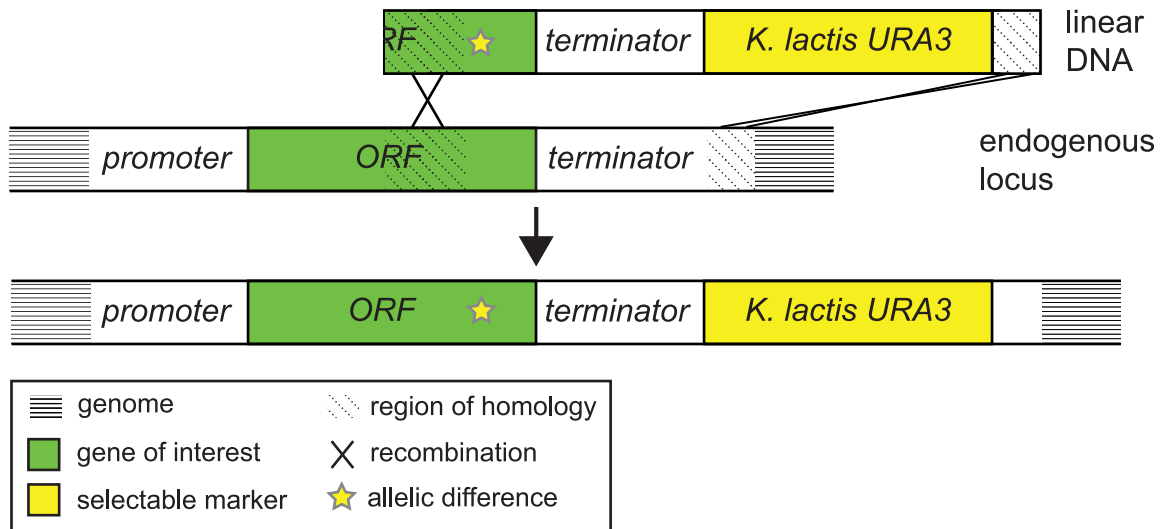 RF terminator K. lactis URA3 linear
DNA
promoter ORF terminator endogenous
locus
promoter ORF terminator K. lactis URA3
genome region of homology
gene of interest recombination
selectable marker allelic difference